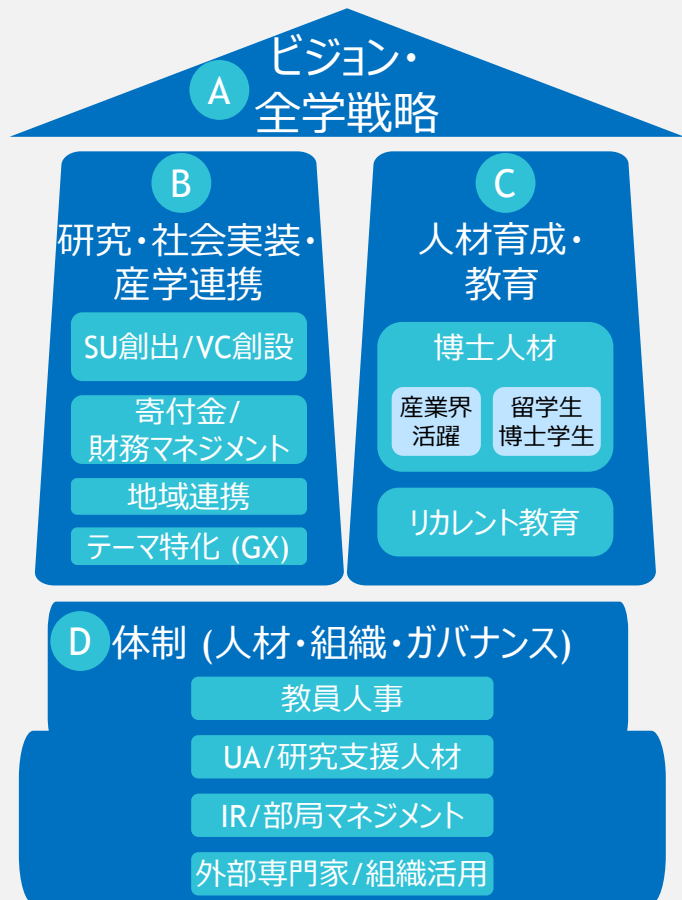 ビジョン・
A
全学戦略
B
研究・社会実装・
産学連携
SU創出/VC創設
寄付金/
財務マネジメント
地域連携
テーマ特化 (GX)
C
人材育成・
教育
博士人材
産業界
活躍
留学生
博士学生
リカレント教育
D 体制 (人材・組織・ガバナンス)
教員人事
UA/研究支援人材
IR/部局マネジメント
外部専門家/組織活用